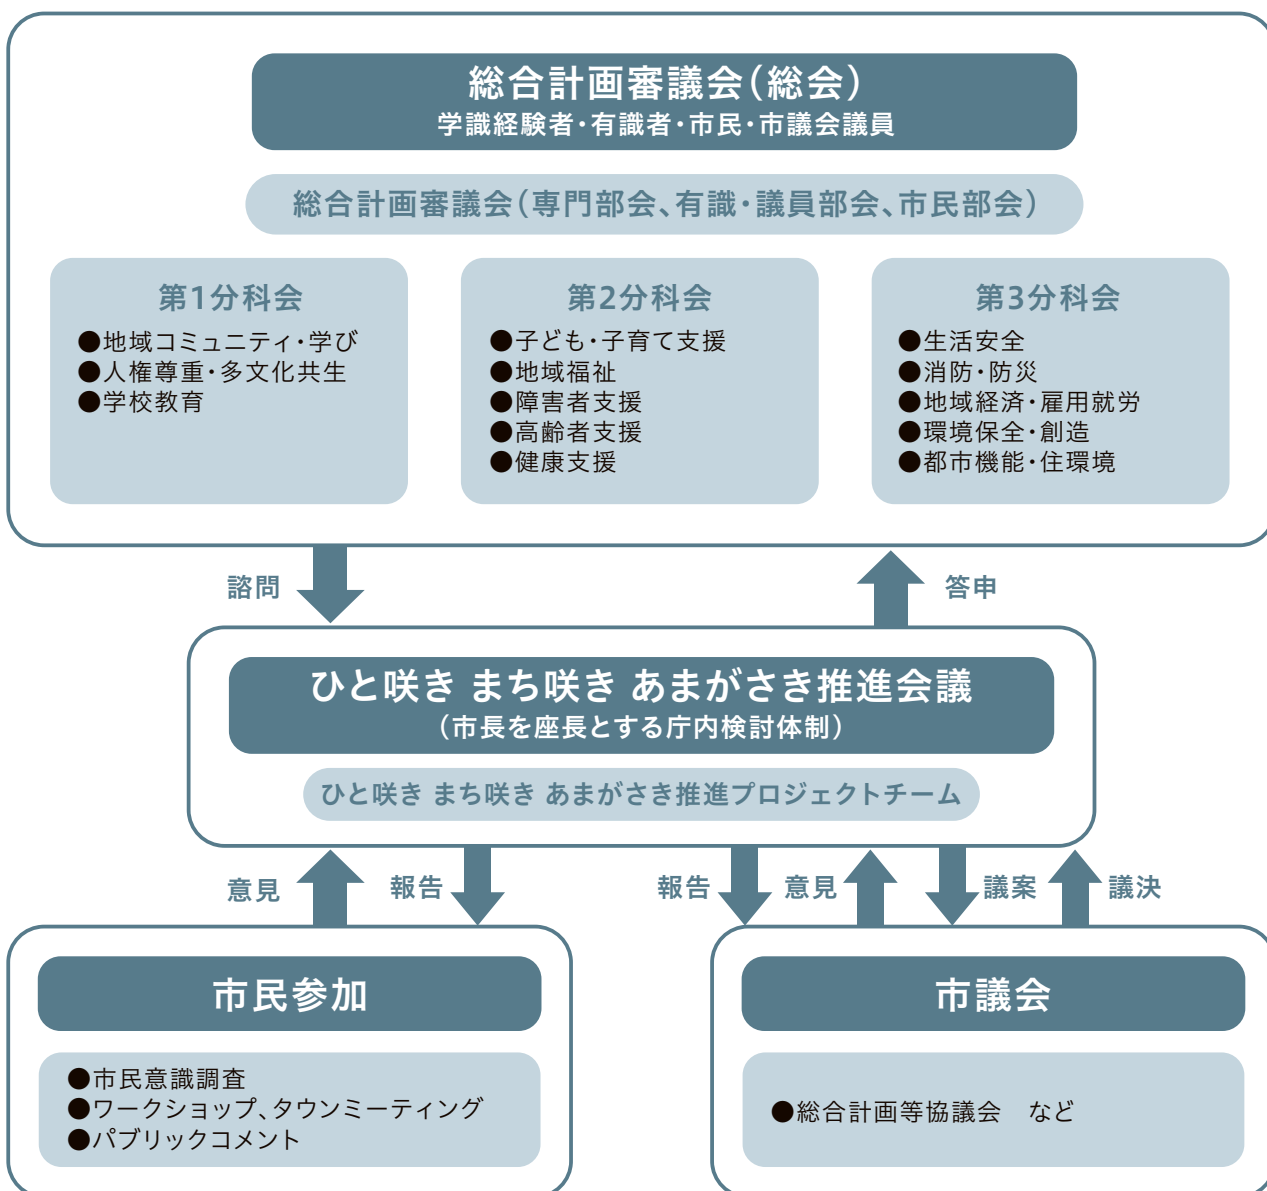 総合計画審議会(総会)
学識経験者・有識者・市民・市議会議員
総合計画審議会(専門部会、有識・議員部会、市民部会)
第1分科会
●地域コミュニティ・学び
●人権尊重・多文化共生
●学校教育
第2分科会
●子ども・子育て支援
●地域福祉
●障害者支援
●高齢者支援
●健康支援
第3分科会
●生活安全
●消防・防災
●地域経済・雇用就労
●環境保全・創造
●都市機能・住環境
諮問
答申
ひと咲き まち咲き あまがさき推進会議
(市長を座長とする庁内検討体制)
ひと咲き まち咲き あまがさき推進プロジェクトチーム
意見
報告
報告
意見
議案
議決
市民参加
●市民意識調査
●ワークショップ、タウンミーティング
●パブリックコメント
市議会
●総合計画等協議会 など